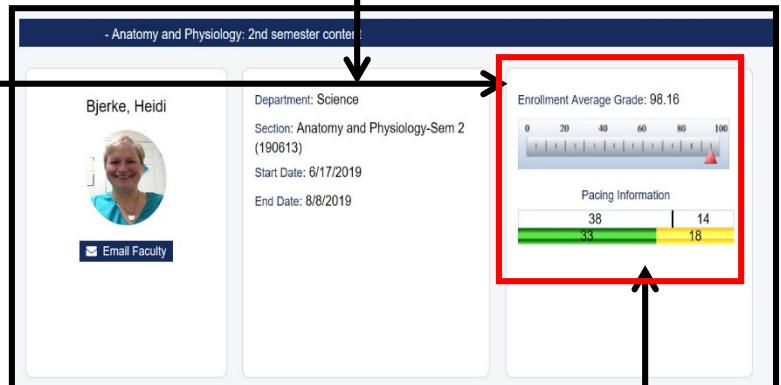 - Anatomy and Physiology: 2nd semester content
Bjerke, Heidi
Email Faculty
Department: Science
Section: Anatomy and Physiology-Sem 2
(190613)
Start Date: 6/17/2019
End Date: 8/8/2019
Enrollment Average Grade: 98.16
0 20 40 60 80 100
Pacing Information
38 14
33 18